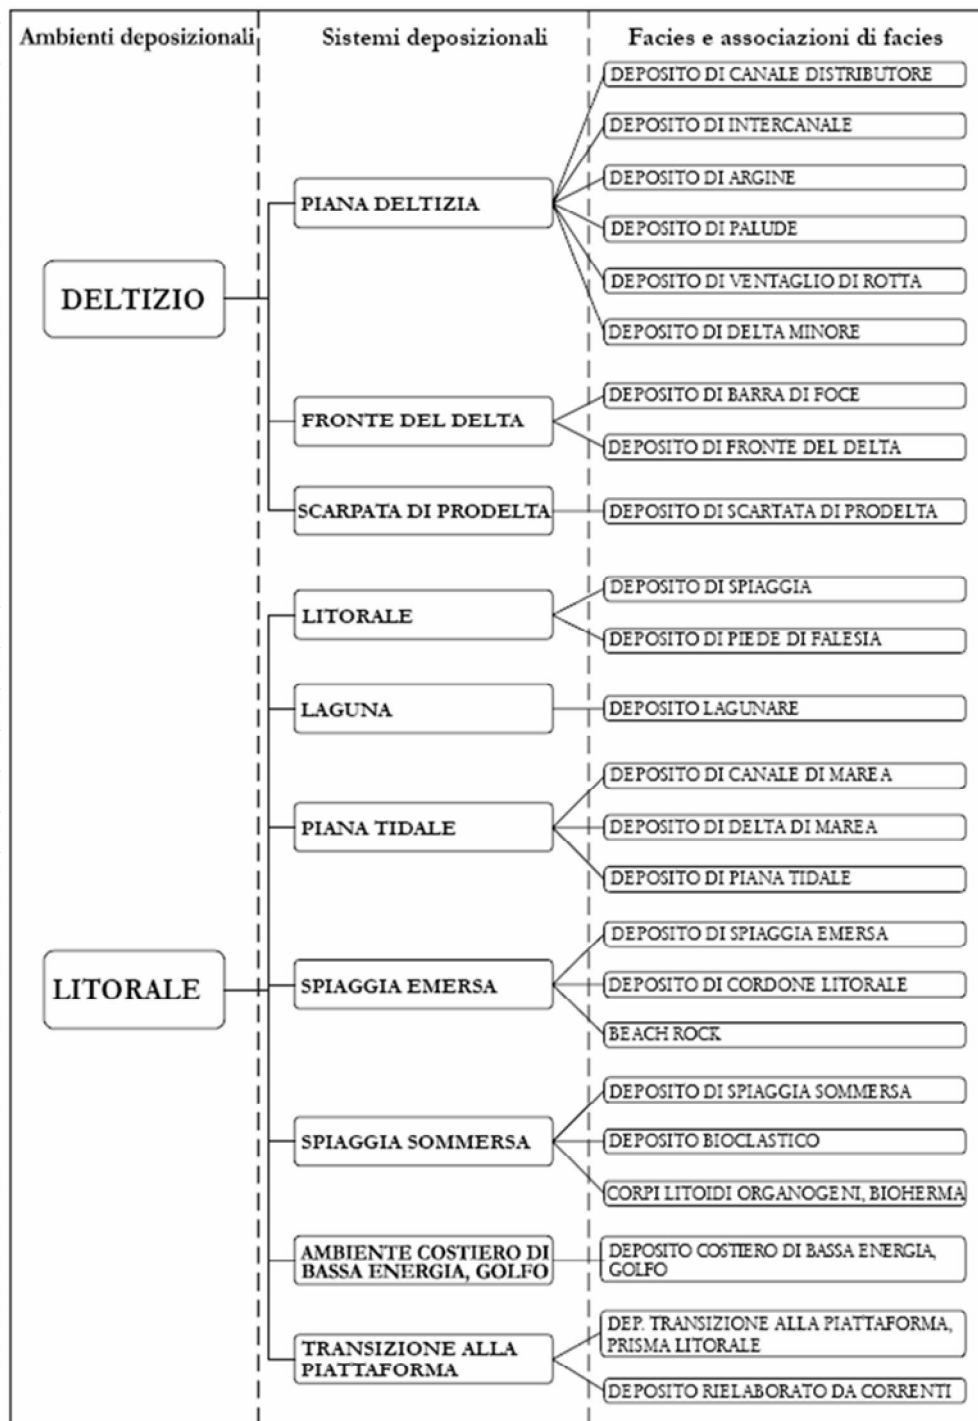 Ambienti deposizionali
Sistemi deposizionali
Facies e associazioni di facies
DELTIZIO
PIANA DELTIZIA
DEPOSITO DI CANALE DISTRIBUTORE
DEPOSITO DI INTERCANALE
DEPOSITO DI ARGINE
DEPOSITO DI PALUDE
DEPOSITO DI VENTAGLIO DI ROTTA
DEPOSITO DI DELTA MINORE
FRONTE DEL DELTA
DEPOSITO DI BARRA DI FOCE
DEPOSITO DI FRONTE DEL DELTA
SCARPATA DI PRODELTA
DEPOSITO DI SCARTATA DI PRODELTA
LITORALE
LITORALE
DEPOSITO DI SPIAGGIA
DEPOSITO DI PIEDE DI FALESIA
LAGUNA
DEPOSITO LAGUNARE
PIANA TIDALE
DEPOSITO DI CANALE DI MAREA
DEPOSITO DI DELTA DI MAREA
DEPOSITO DI PIANA TIDALE
SPIAGGIA EMERSA
DEPOSITO DI SPIAGGIA EMERSA
DEPOSITO DI CORDONE LITORALE
BEACH ROCK
SPIAGGIA SOMMERSA
DEPOSITO DI SPIAGGIA SOMMERSA
DEPOSITO BIOCLASTICO
CORPI LITOIDI ORGANOGENI, BIOHERMA
AMBIENTE COSTIERO DI
BASSA ENERGIA, GOLFO
DEPOSITO COSTIERO DI BASSA ENERGIA,
GOLFO
TRANSIZIONE ALLA
PIATTAFORMA
DEP. TRANSIZIONE ALLA PIATTAFORMA,
PRISMA LITORALE
DEPOSITO RIELABORATO DA CORRENTI